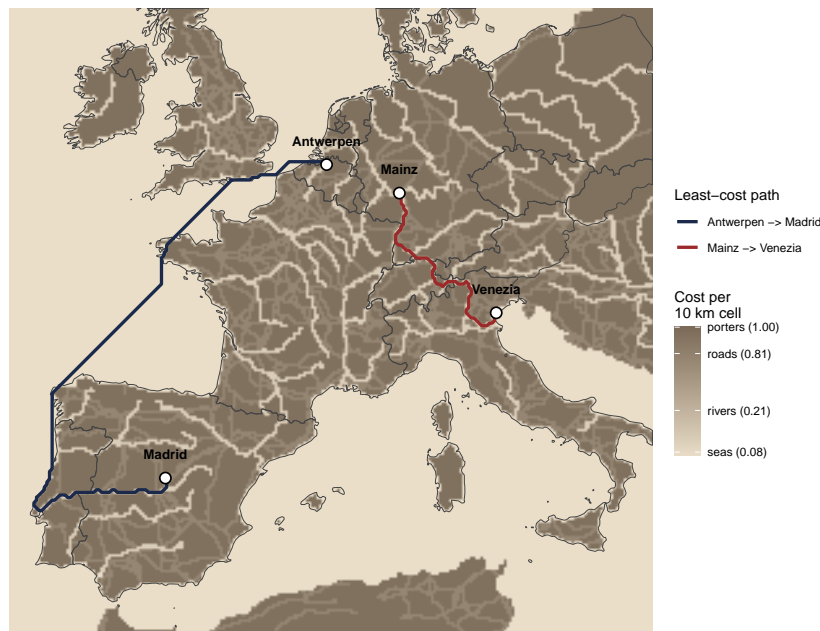 Antwerpen
Mainz
Venezia
Madrid
Least−cost path
Antwerpen −> Madrid
Mainz −> Venezia
Cost per
10 km cell
porters (1.00)
roads (0.81)
rivers (0.21)
seas (0.08)